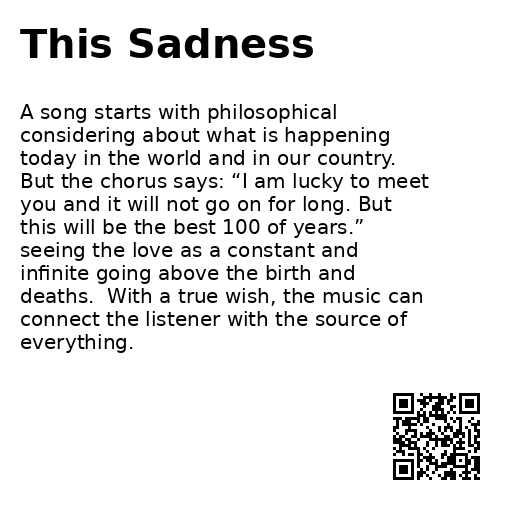 This Sadness
A song starts with philosophical
considering about what is happening
today in the world and in our country.
But the chorus says: “I am lucky to meet
you and it will not go on for long. But
this will be the best 100 of years.”
seeing the love as a constant and
infinite going above the birth and
deaths.  With a true wish, the music can
connect the listener with the source of
everything.